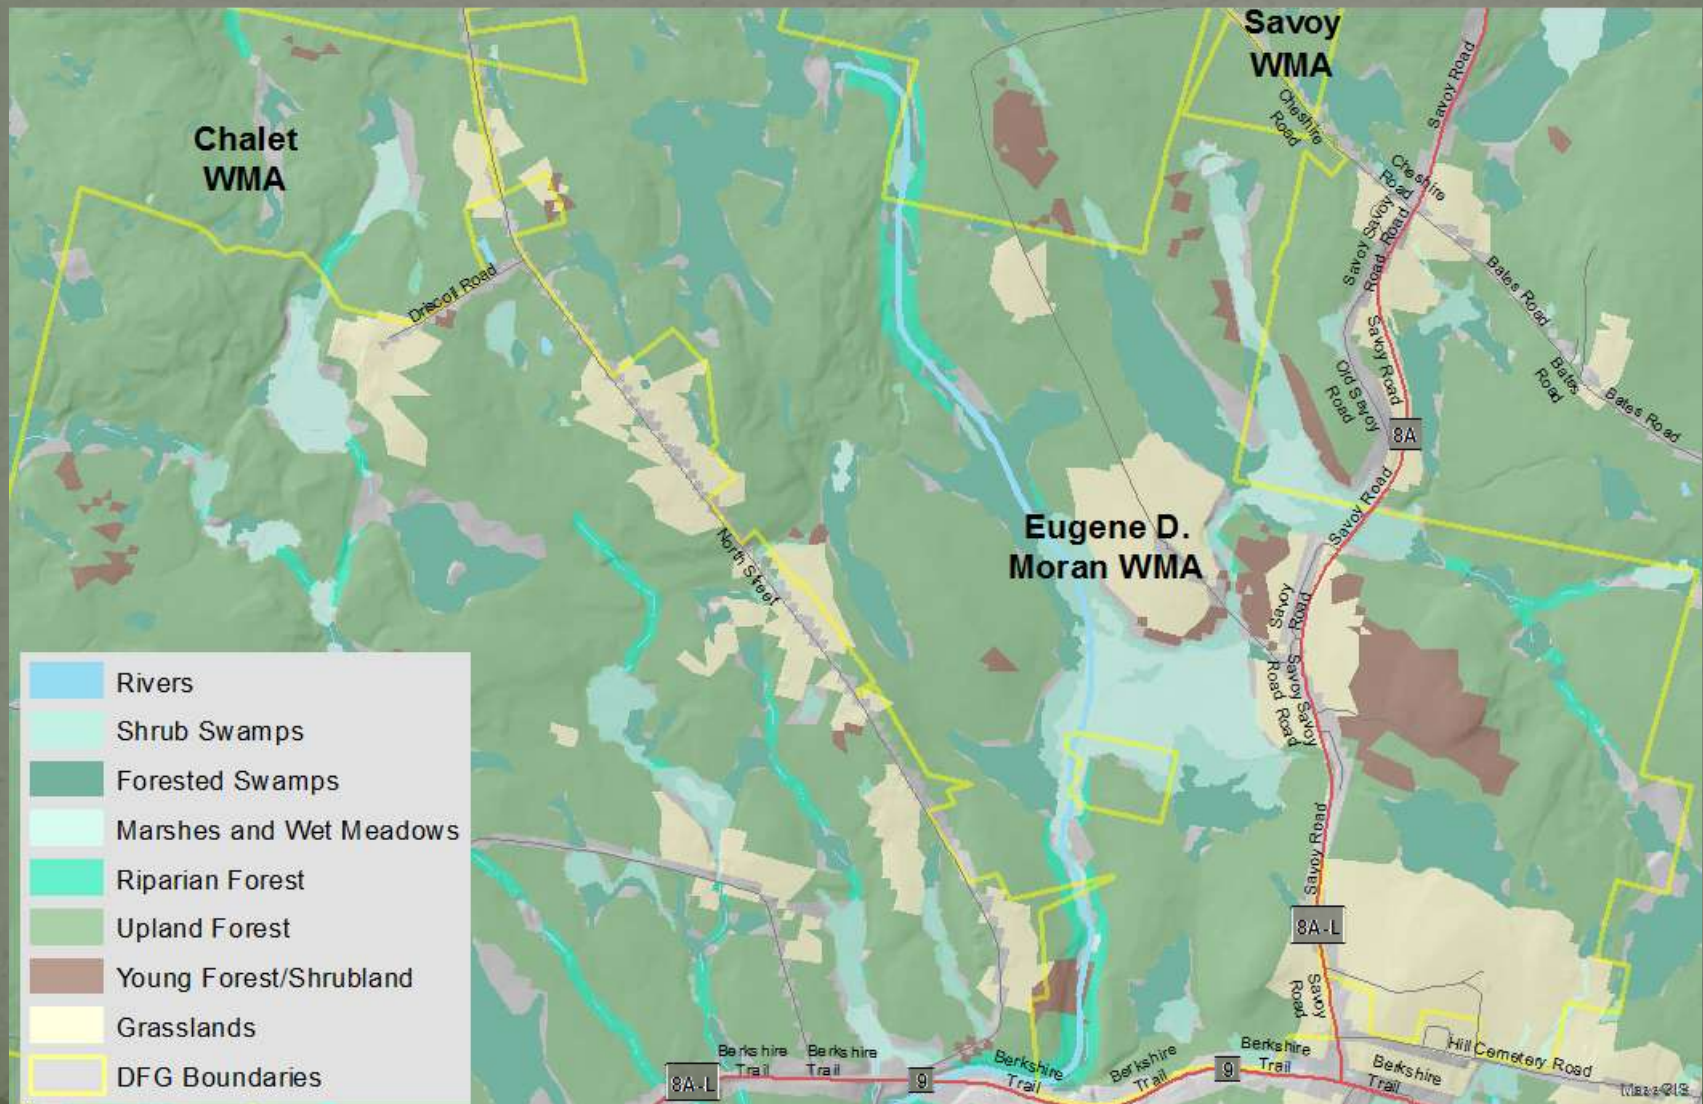 Savoy
WMA
Chalet
WMA
Savoy Road
Cheshire
Road
Cheshire
Road
Savoy Savoy
Road Road
Driscoll Road
Bates Road
Bates
Road
Bates Road
Savoy Road
Old Savoy
Road
8A
Savoy Road
North Street
Eugene D.
Moran WMA
Savoy
Road
Savoy Savoy
Road Road
Savoy Road
8A-L
Savoy
Road
Rivers
Shrub Swamps
Forested Swamps
Marshes and Wet Meadows
Riparian Forest
Upland Forest
Young Forest/Shrubland
Grasslands
DFG Boundaries
8A-L
Berkshire
Trail
Berkshire
Trail
9
Berkshire
Trail
Berkshire
Trail
9
Berkshire
Trail
Berkshire
Trail
Hill Cemetery Road
MassGIS